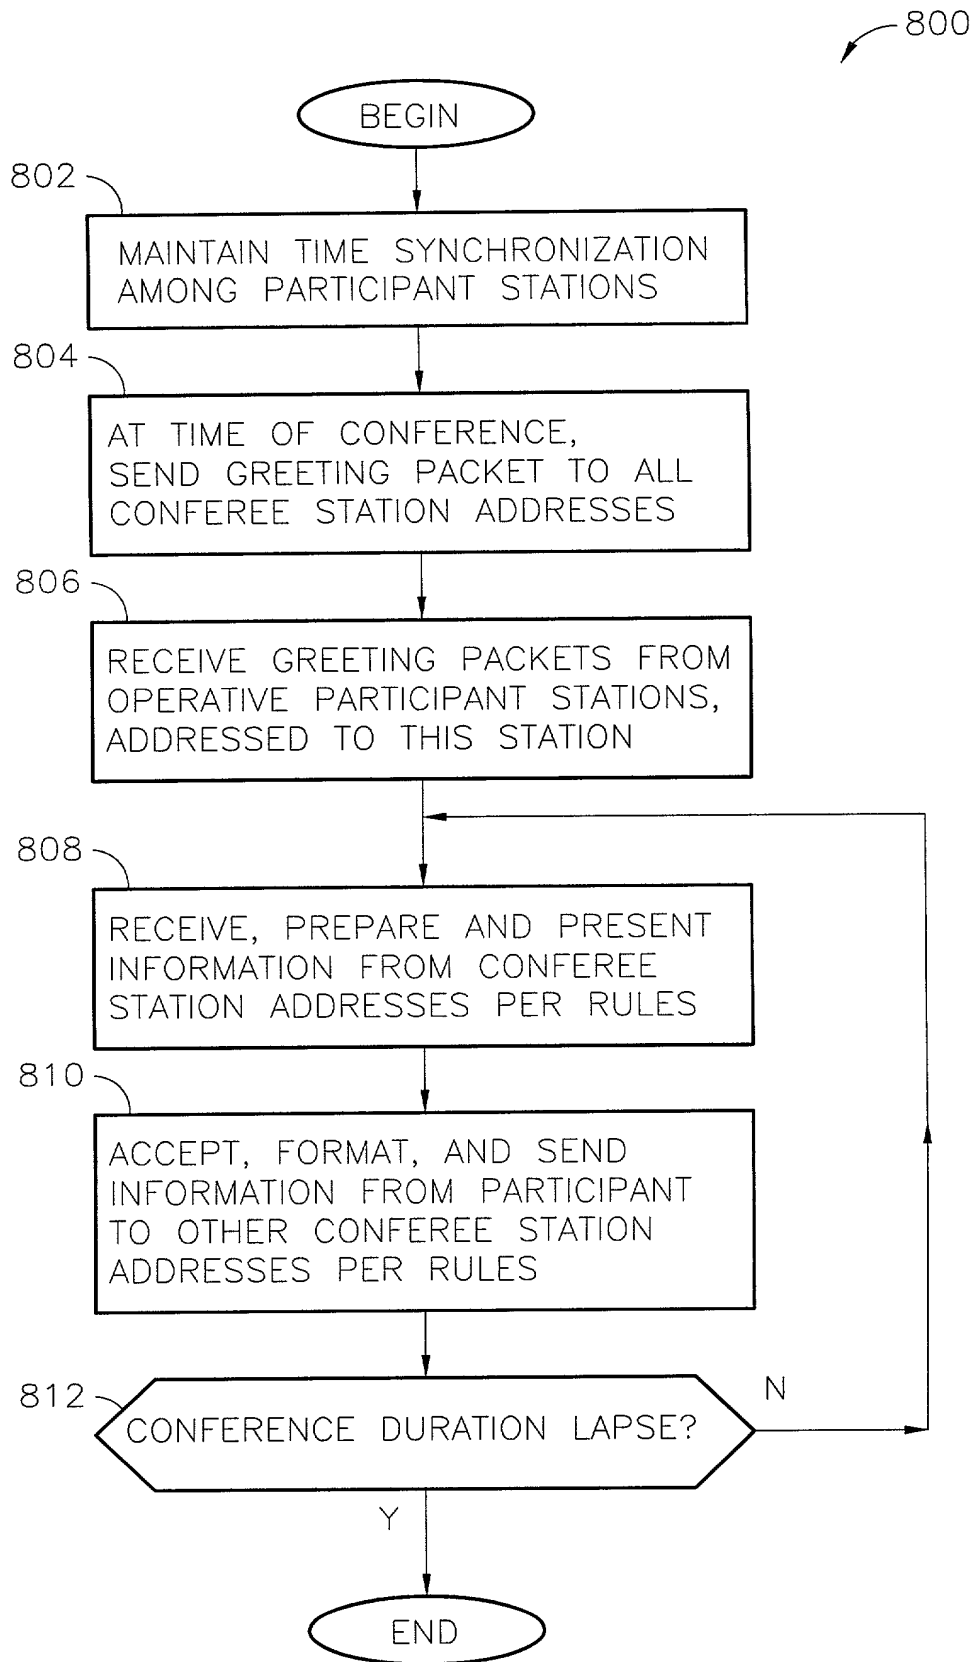 800
BEGIN
802
MAINTAIN TIME SYNCHRONIZATION
AMONG PARTICIPANT STATIONS
804
AT TIME OF CONFERENCE,
SEND GREETING PACKET TO ALL
CONFEREE STATION ADDRESSES
806
RECEIVE GREETING PACKETS FROM
OPERATIVE PARTICIPANT STATIONS,
ADDRESSED TO THIS STATION
808
RECEIVE, PREPARE AND PRESENT
INFORMATION FROM CONFEREE
STATION ADDRESSES PER RULES
810
ACCEPT, FORMAT, AND SEND
INFORMATION FROM PARTICIPANT
TO OTHER CONFEREE STATION
ADDRESSES PER RULES
812
CONFERENCE DURATION LAPSE?
N
Y
END